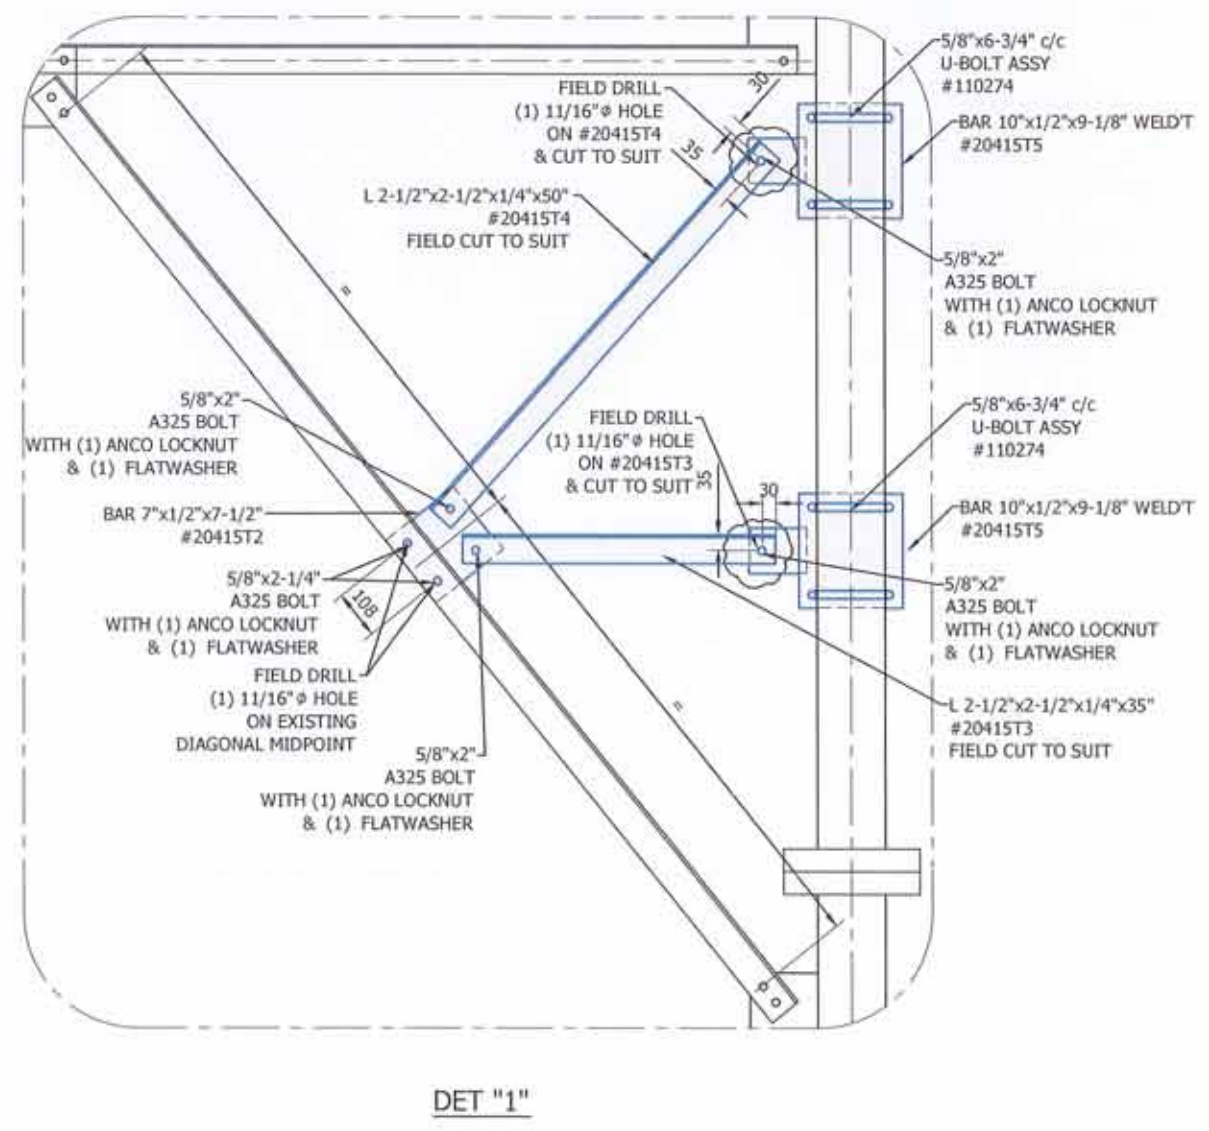 5/8"x6-3/4" c/c
U-BOLT ASSY
#110274
FIELD DRILL
(1) 11/16"⌀ HOLE
ON #20415T4
& CUT TO SUIT
30
35
BAR 10"x1/2"x9-1/8" WELD'T
#20415T5
L 2-1/2"x2-1/2"x1/4"x50"
#20415T4
FIELD CUT TO SUIT
5/8"x2"
A325 BOLT
WITH (1) ANCO LOCKNUT
& (1) FLATWASHER
=
5/8"x2"
A325 BOLT
WITH (1) ANCO LOCKNUT
& (1) FLATWASHER
FIELD DRILL
(1) 11/16"⌀ HOLE
ON #20415T3
& CUT TO SUIT
35
30
5/8"x6-3/4" c/c
U-BOLT ASSY
#110274
BAR 7"x1/2"x7-1/2"
#20415T2
BAR 10"x1/2"x9-1/8" WELD'T
#20415T5
5/8"x2-1/4"
A325 BOLT
WITH (1) ANCO LOCKNUT
& (1) FLATWASHER
108
5/8"x2"
A325 BOLT
WITH (1) ANCO LOCKNUT
& (1) FLATWASHER
FIELD DRILL
(1) 11/16"⌀ HOLE
ON EXISTING
DIAGONAL MIDPOINT
=
L 2-1/2"x2-1/2"x1/4"x35"
#20415T3
FIELD CUT TO SUIT
5/8"x2"
A325 BOLT
WITH (1) ANCO LOCKNUT
& (1) FLATWASHER
DET "1"